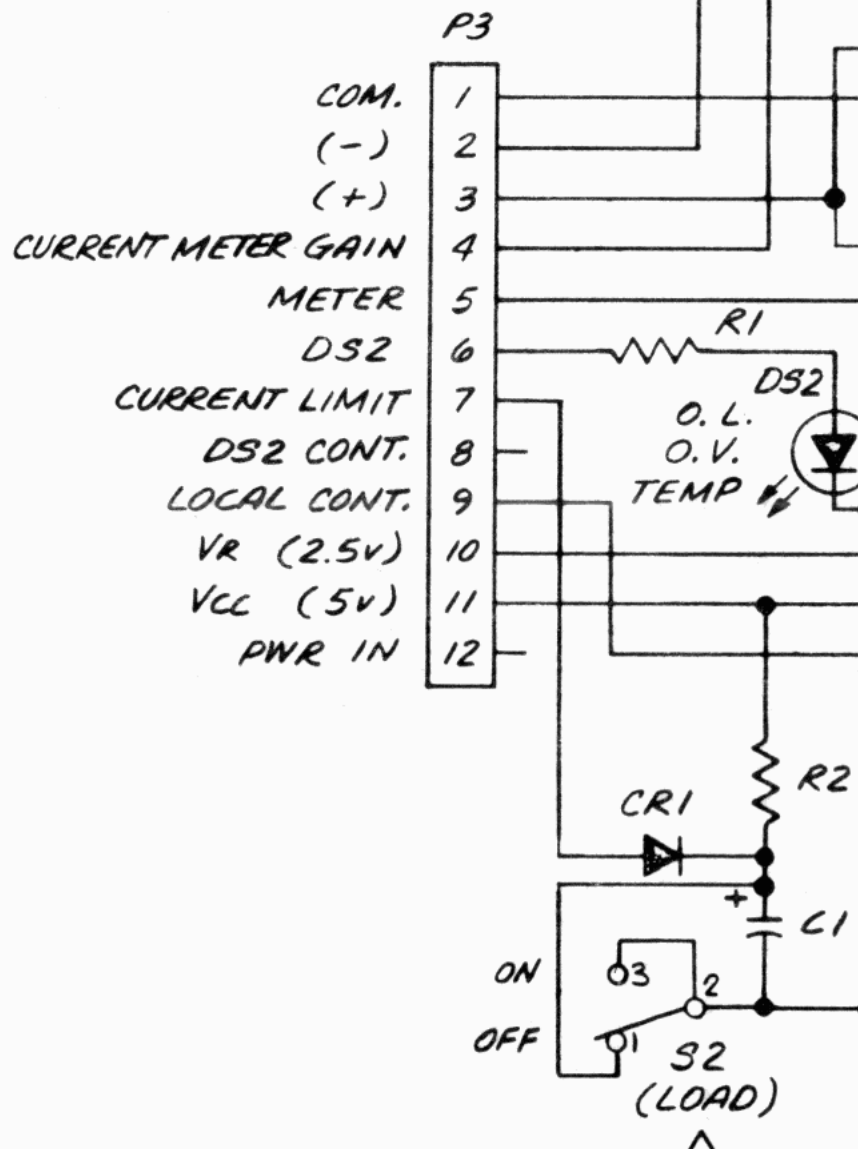 P3
COM. 1
(-) 2
(+) 3
CURRENT METER GAIN 4
METER 5
R1
DS2 6
DS2
CURRENT LIMIT 7
O. L.
DS2 CONT. 8
O. V.
LOCAL CONT. 9
TEMP
VR (2.5v) 10
VCC (5v) 11
PWR IN 12
R2
CR1
+
C1
ON 3
2
OFF 1
S2
(LOAD)